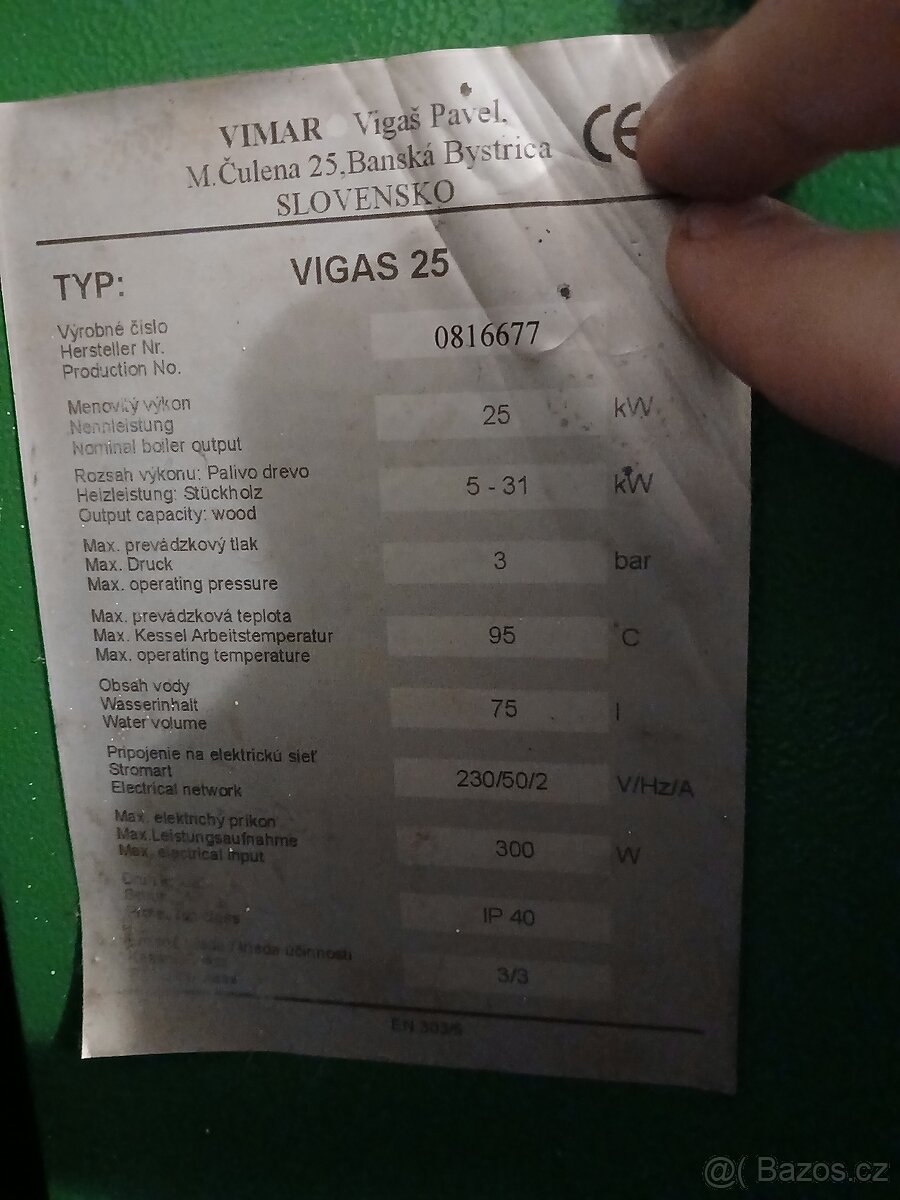 VIMAR Vigaš Pavel,
M.Čulena 25,Banská Bystrica
SLOVENSKO
CE
TYP: VIGAS 25
Výrobné číslo
Hersteller Nr.
Production No.
0816677
Menovitý výkon
Nennleistung
Nominal boiler output
25 kW
Rozsah výkonu: Palivo drevo
Heizleistung: Stückholz
Output capacity: wood
5 - 31 kW
Max. prevádzkový tlak
Max. Druck
Max. operating pressure
3 bar
Max. prevádzková teplota
Max. Kessel Arbeitstemperatur
Max. operating temperature
95 °C
Obsah vody
Wasserinhalt
Water volume
75 l
Pripojenie na elektrickú sieť
Stromart
Electrical network
230/50/2 V/Hz/A
Max. elektrichý príkon
Max.Leistungsaufnahme
Max. electrical input
300 W
IP 40
/ trieda účinnosti
3/3
EN 303/5
@( Bazos.cz